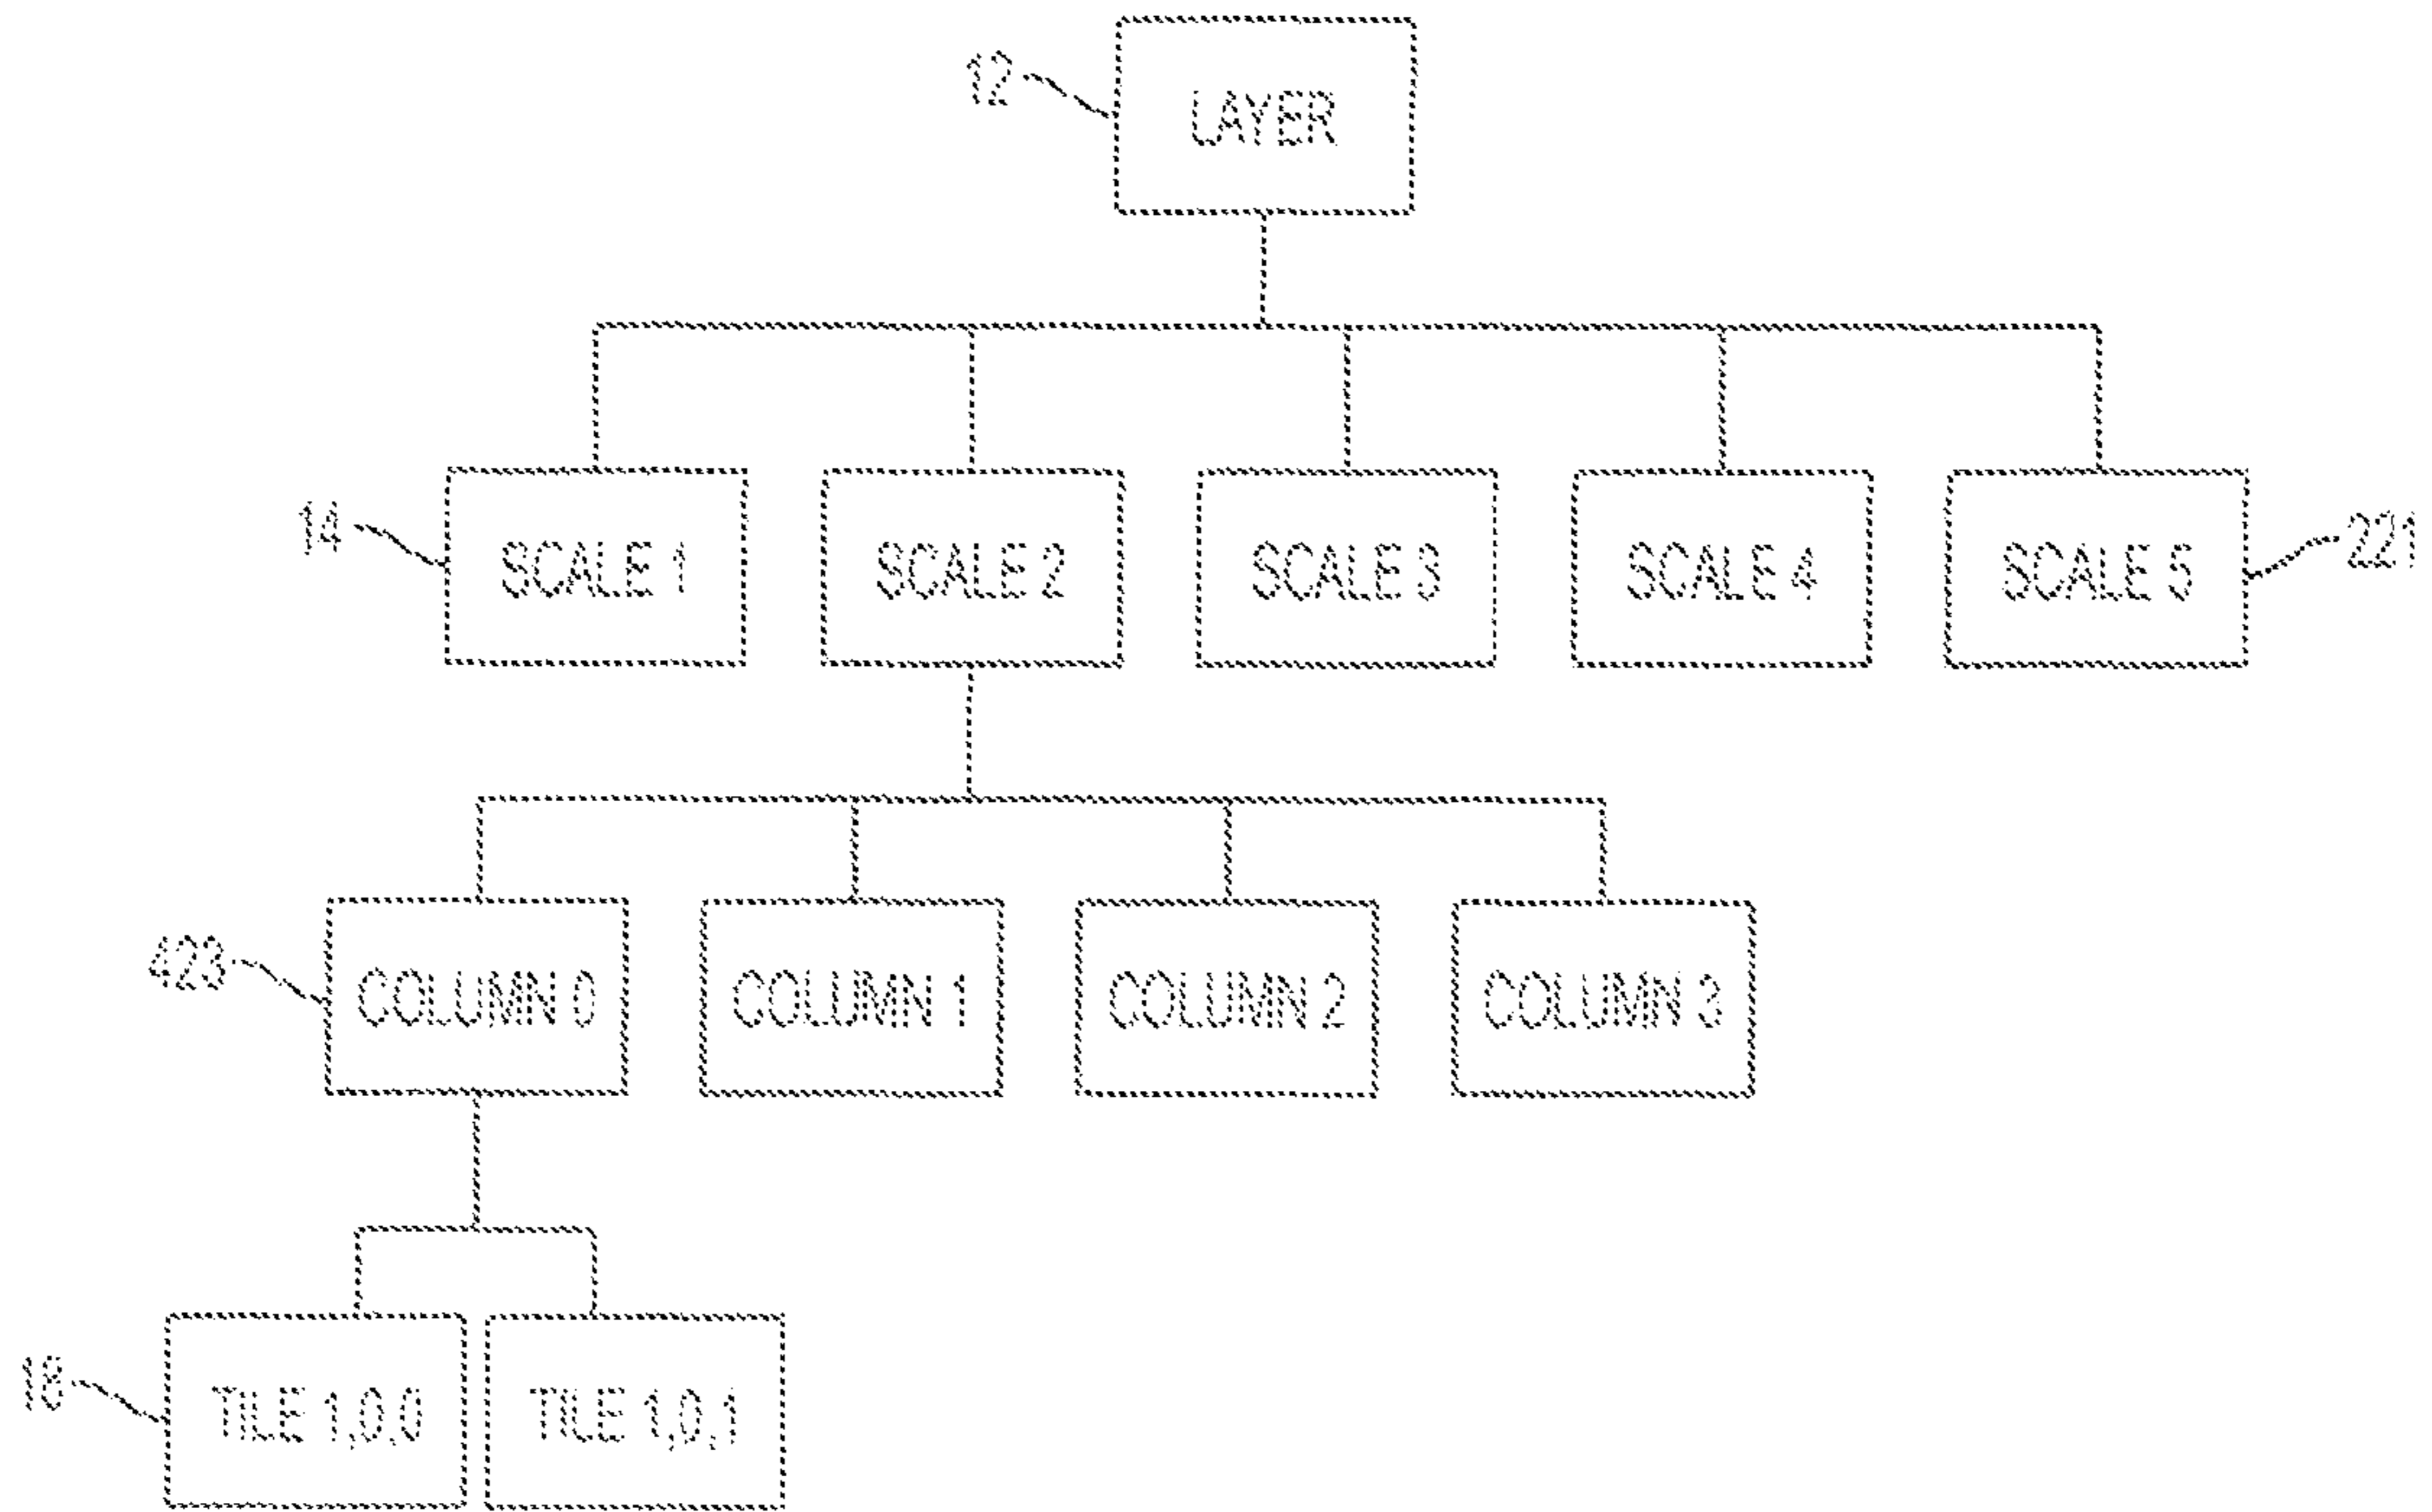 12
LAYER
14
SCALE 1
SCALE 2
SCALE 3
SCALE 4
SCALE 5
221
423
COLUMN 0
COLUMN 1
COLUMN 2
COLUMN 3
18
TILE 1,0,0
TILE 1,0,1